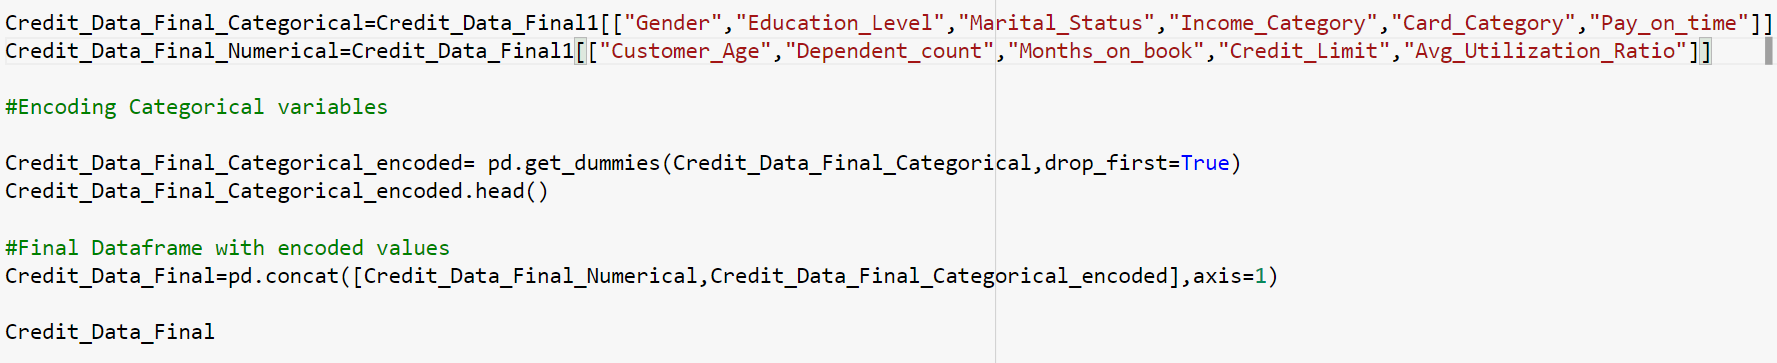 Credit_Data_Final_Categorical=Credit_Data_Final1[["Gender","Education_Level","Marital_Status","Income_Category","Card_Category","Pay_on_time"]]
Credit_Data_Final_Numerical=Credit_Data_Final1[["Customer_Age","Dependent_count","Months_on_book","Credit_Limit","Avg_Utilization_Ratio"]]
#Encoding Categorical variables
Credit_Data_Final_Categorical_encoded= pd.get_dummies(Credit_Data_Final_Categorical,drop_first=True)
Credit_Data_Final_Categorical_encoded.head()
#Final Dataframe with encoded values
Credit_Data_Final=pd.concat([Credit_Data_Final_Numerical,Credit_Data_Final_Categorical_encoded],axis=1)
Credit_Data_Final